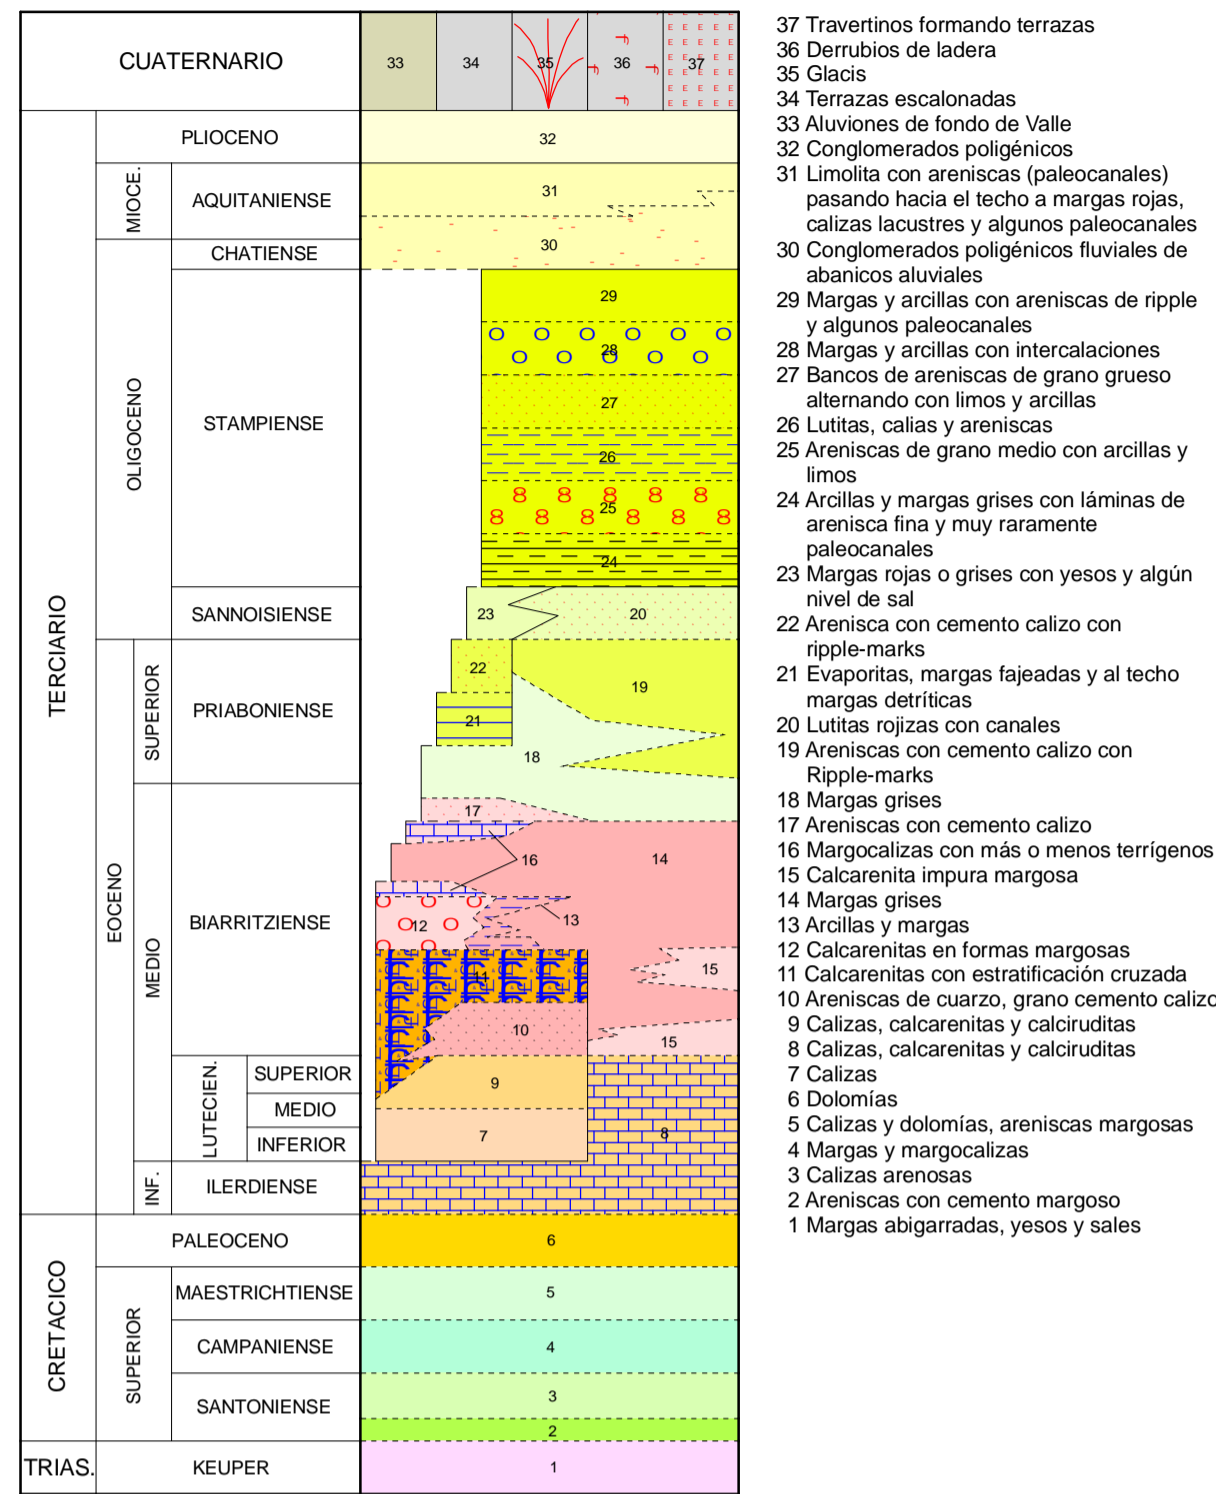 CUATERNARIO
33
34
35
36
37
TERCIARIO
PLIOCENO
32
MIOCE.
AQUITANIENSE
31
OLIGOCENO
CHATIENSE
30
STAMPIENSE
29
28
27
26
25
24
SANNOISIENSE
23
20
EOCENO
SUPERIOR
PRIABONIENSE
22
19
21
18
MEDIO
BIARRITZIENSE
17
16
14
12
13
11
15
10
15
LUTECIEN.
SUPERIOR
9
MEDIO
INFERIOR
7
8
INF.
ILERDIENSE
CRETACICO
PALEOCENO
6
SUPERIOR
MAESTRICHTIENSE
5
CAMPANIENSE
4
SANTONIENSE
3
2
TRIAS.
KEUPER
1
37 Travertinos formando terrazas
36 Derrubios de ladera
35 Glacis
34 Terrazas escalonadas
33 Aluviones de fondo de Valle
32 Conglomerados poligénicos
31 Limolita con areniscas (paleocanales)
pasando hacia el techo a margas rojas,
calizas lacustres y algunos paleocanales
30 Conglomerados poligénicos fluviales de
abanicos aluviales
29 Margas y arcillas con areniscas de ripple
y algunos paleocanales
28 Margas y arcillas con intercalaciones
27 Bancos de areniscas de grano grueso
alternando con limos y arcillas
26 Lutitas, calias y areniscas
25 Areniscas de grano medio con arcillas y
limos
24 Arcillas y margas grises con láminas de
arenisca fina y muy raramente
paleocanales
23 Margas rojas o grises con yesos y algún
nivel de sal
22 Arenisca con cemento calizo con
ripple-marks
21 Evaporitas, margas fajeadas y al techo
margas detríticas
20 Lutitas rojizas con canales
19 Areniscas con cemento calizo con
Ripple-marks
18 Margas grises
17 Areniscas con cemento calizo
16 Margocalizas con más o menos terrígenos
15 Calcarenita impura margosa
14 Margas grises
13 Arcillas y margas
12 Calcarenitas en formas margosas
11 Calcarenitas con estratificación cruzada
10 Areniscas de cuarzo, grano cemento calizo
9 Calizas, calcarenitas y calciruditas
8 Calizas, calcarenitas y calciruditas
7 Calizas
6 Dolomías
5 Calizas y dolomías, areniscas margosas
4 Margas y margocalizas
3 Calizas arenosas
2 Areniscas con cemento margoso
1 Margas abigarradas, yesos y sales